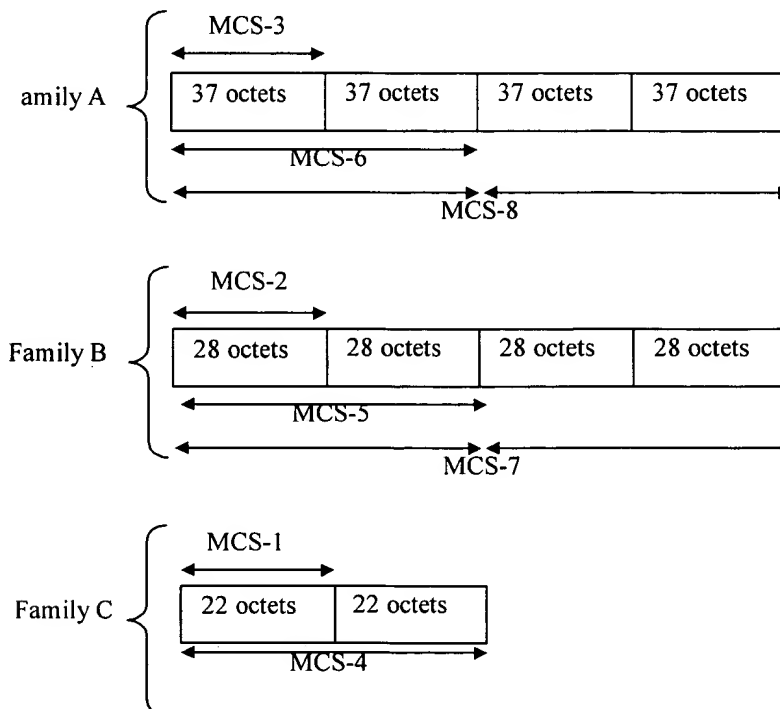 MCS-3
amily A
37 octets 37 octets 37 octets 37 octets
MCS-6
MCS-8
MCS-2
Family B
28 octets 28 octets 28 octets 28 octets
MCS-5
MCS-7
MCS-1
Family C
22 octets 22 octets
MCS-4